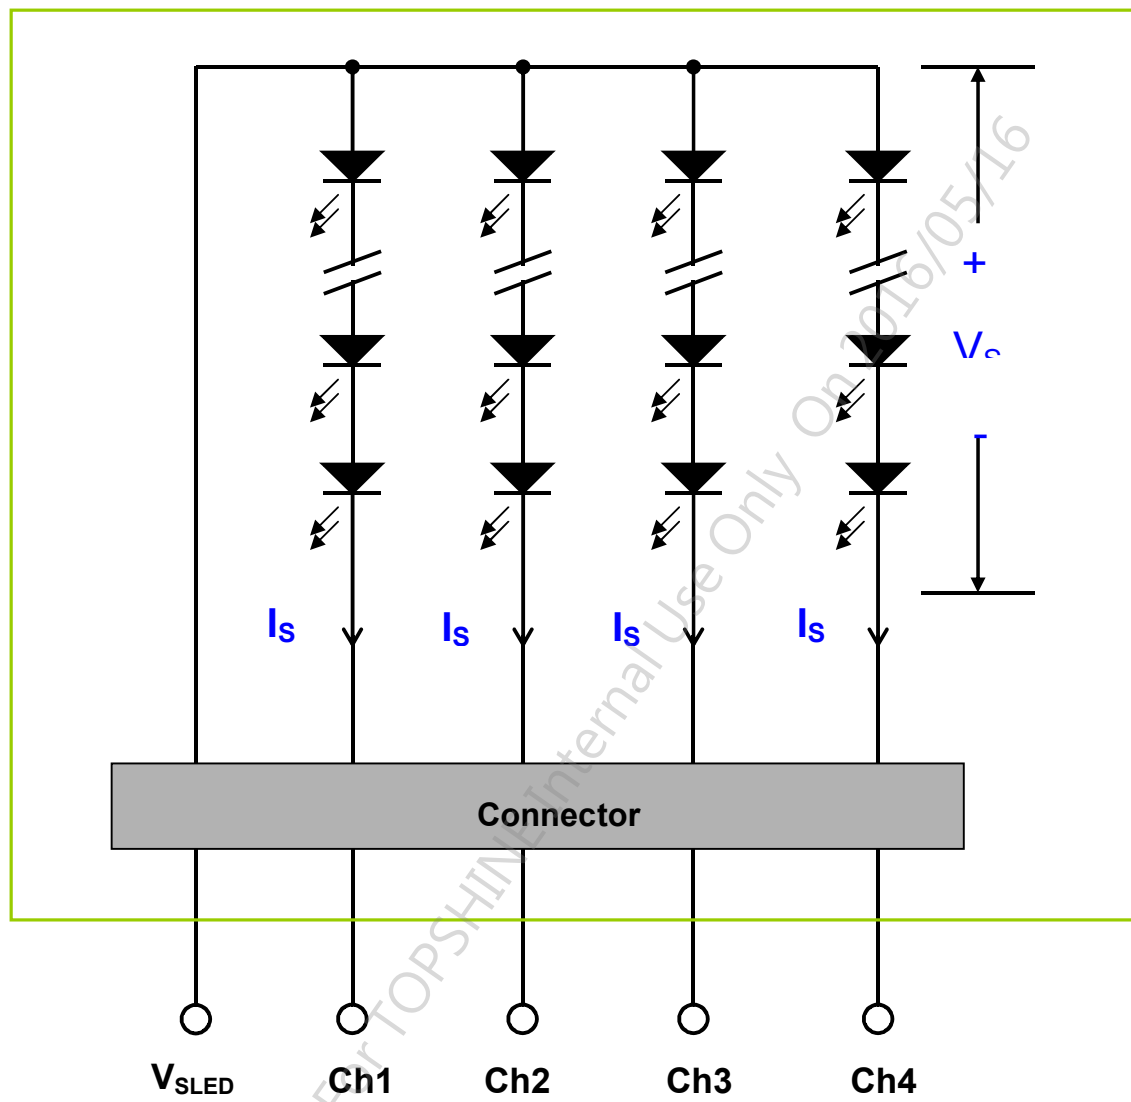 +
VS
-
IS IS IS IS
Connector
VSLED Ch1 Ch2 Ch3 Ch4
For TOPSHINE Internal Use Only On 2016/05/16